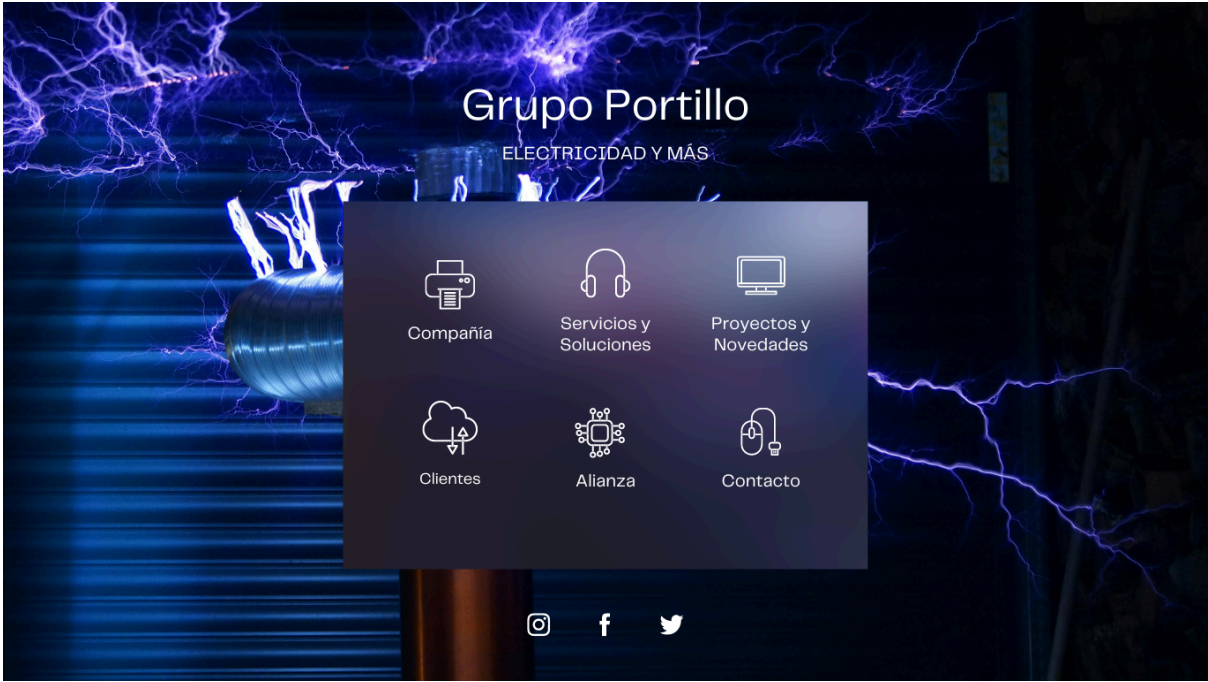 Grupo Portillo
ELECTRICIDAD Y MÁS
Compañía
Servicios y
Soluciones
Proyectos y
Novedades
Clientes
Alianza
Contacto